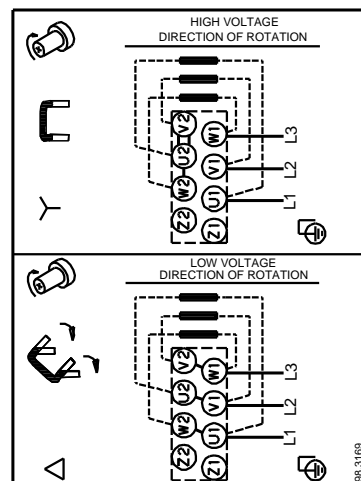 HIGH VOLTAGE
DIRECTION OF ROTATION
V2
W1
L3
U2
V1
L2
W2
U1
L1
Z2
Z1
LOW VOLTAGE
DIRECTION OF ROTATION
V2
W1
L3
U2
V1
L2
W2
U1
L1
Z2
Z1
98.3169